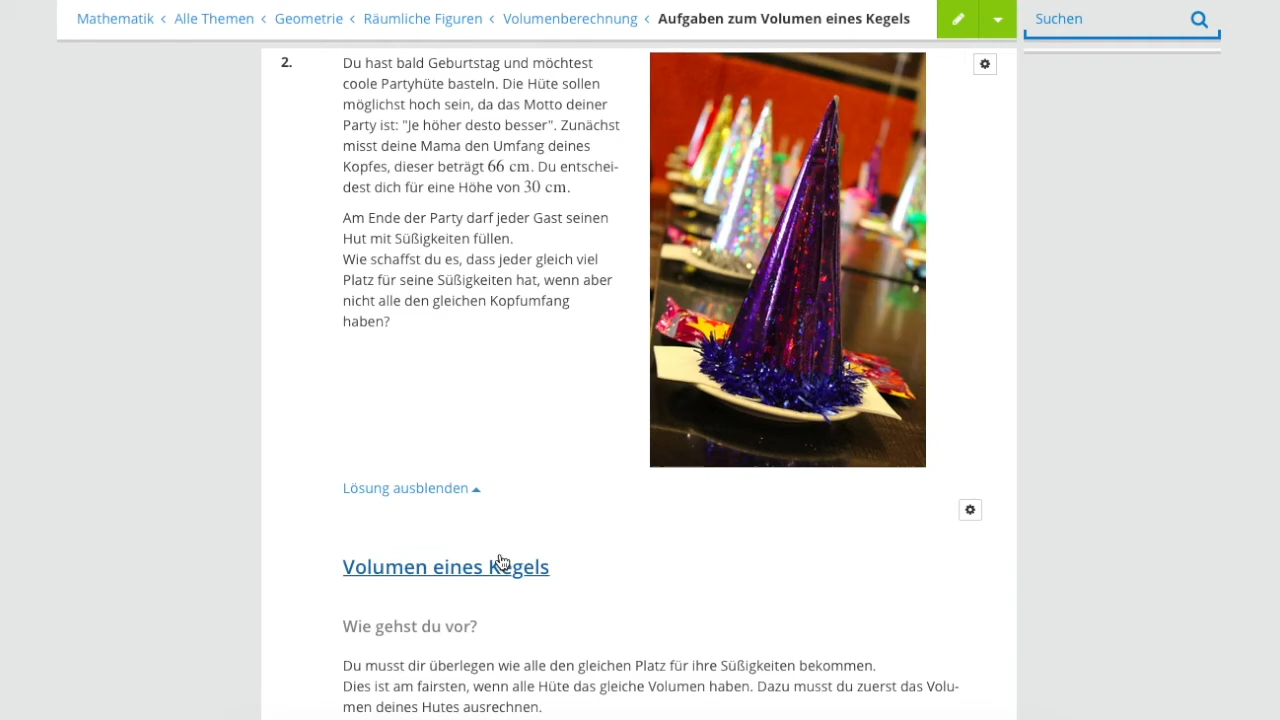 Mathematik < Alle Themen < Geometrie < Räumliche Figuren < Volumenberechnung < Aufgaben zum Volumen eines Kegels
Suchen
2.
Du hast bald Geburtstag und möchtest
coole Partyhüte basteln. Die Hüte sollen
möglichst hoch sein, da das Motto deiner
Party ist: "Je höher desto besser". Zunächst
misst deine Mama den Umfang deines
Kopfes, dieser beträgt 66 cm. Du entschei-
dest dich für eine Höhe von 30 cm.
Am Ende der Party darf jeder Gast seinen
Hut mit Süßigkeiten füllen.
Wie schaffst du es, dass jeder gleich viel
Platz für seine Süßigkeiten hat, wenn aber
nicht alle den gleichen Kopfumfang
haben?
Lösung ausblenden
Volumen eines Kegels
Wie gehst du vor?
Du musst dir überlegen wie alle den gleichen Platz für ihre Süßigkeiten bekommen.
Dies ist am fairsten, wenn alle Hüte das gleiche Volumen haben. Dazu musst du zuerst das Volu-
men deines Hutes ausrechnen.